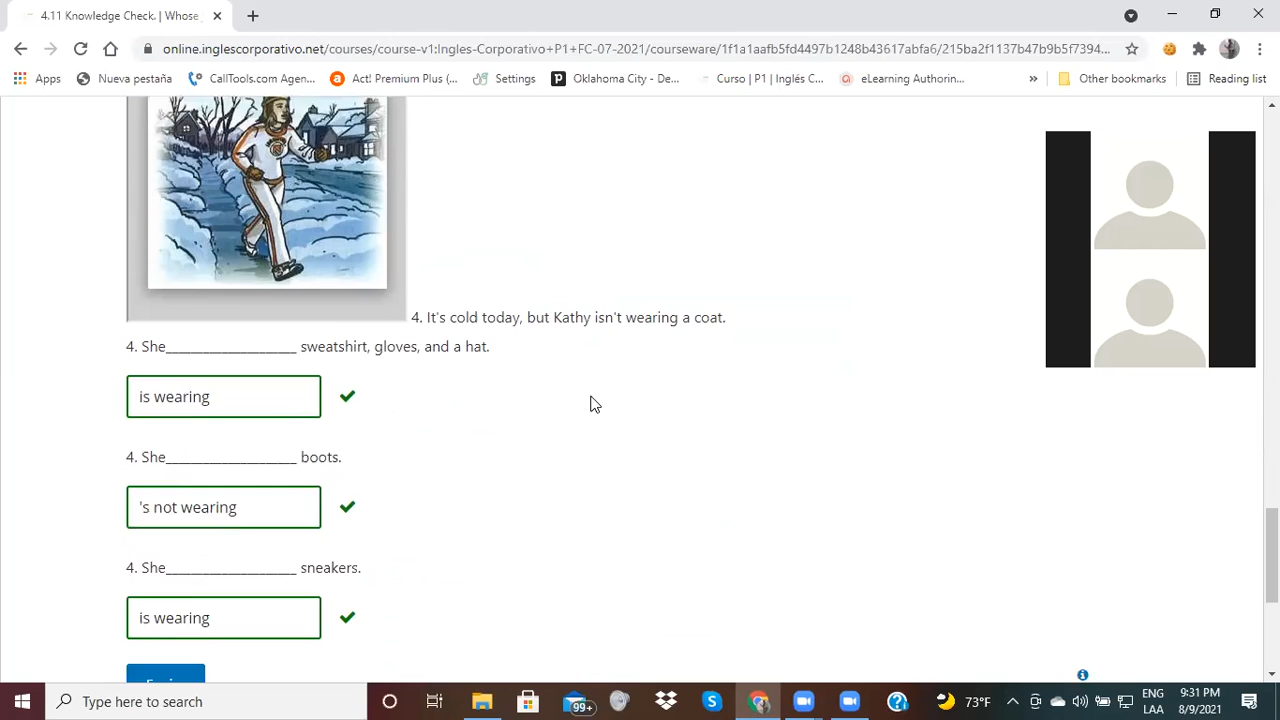 4.11 Knowledge Check. | Whose
online.inglescorporativo.net/courses/course-v1:Ingles-Corporativo+P1+FC-07-2021/courseware/1f1a1aafb5fd4497b1248b43617abfa6/215ba2f1137b47b9b5f7394...
Apps Nueva pestaña CallTools.com Agen... Act! Premium Plus (... Settings Oklahoma City - De... Curso | P1 | Inglés C... eLearning Authorin... » Other bookmarks Reading list
4. It's cold today, but Kathy isn't wearing a coat.
4. She___________________ sweatshirt, gloves, and a hat.
is wearing
4. She___________________ boots.
's not wearing
4. She___________________ sneakers.
is wearing
Type here to search
99+
73°F
ENG
LAA
9:31 PM
8/9/2021